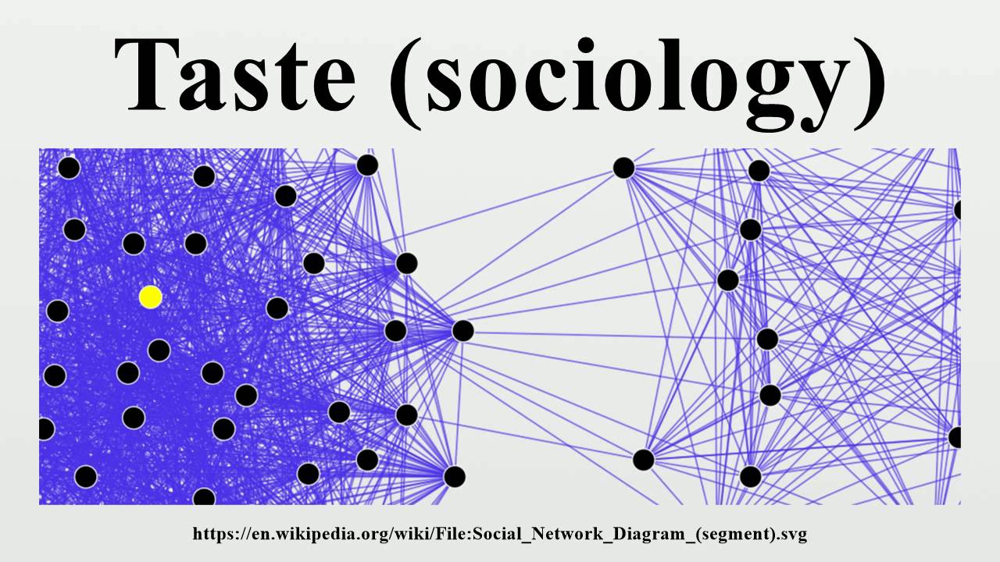 Taste (sociology)
https://en.wikipedia.org/wiki/File:Social_Network_Diagram_(segment).svg